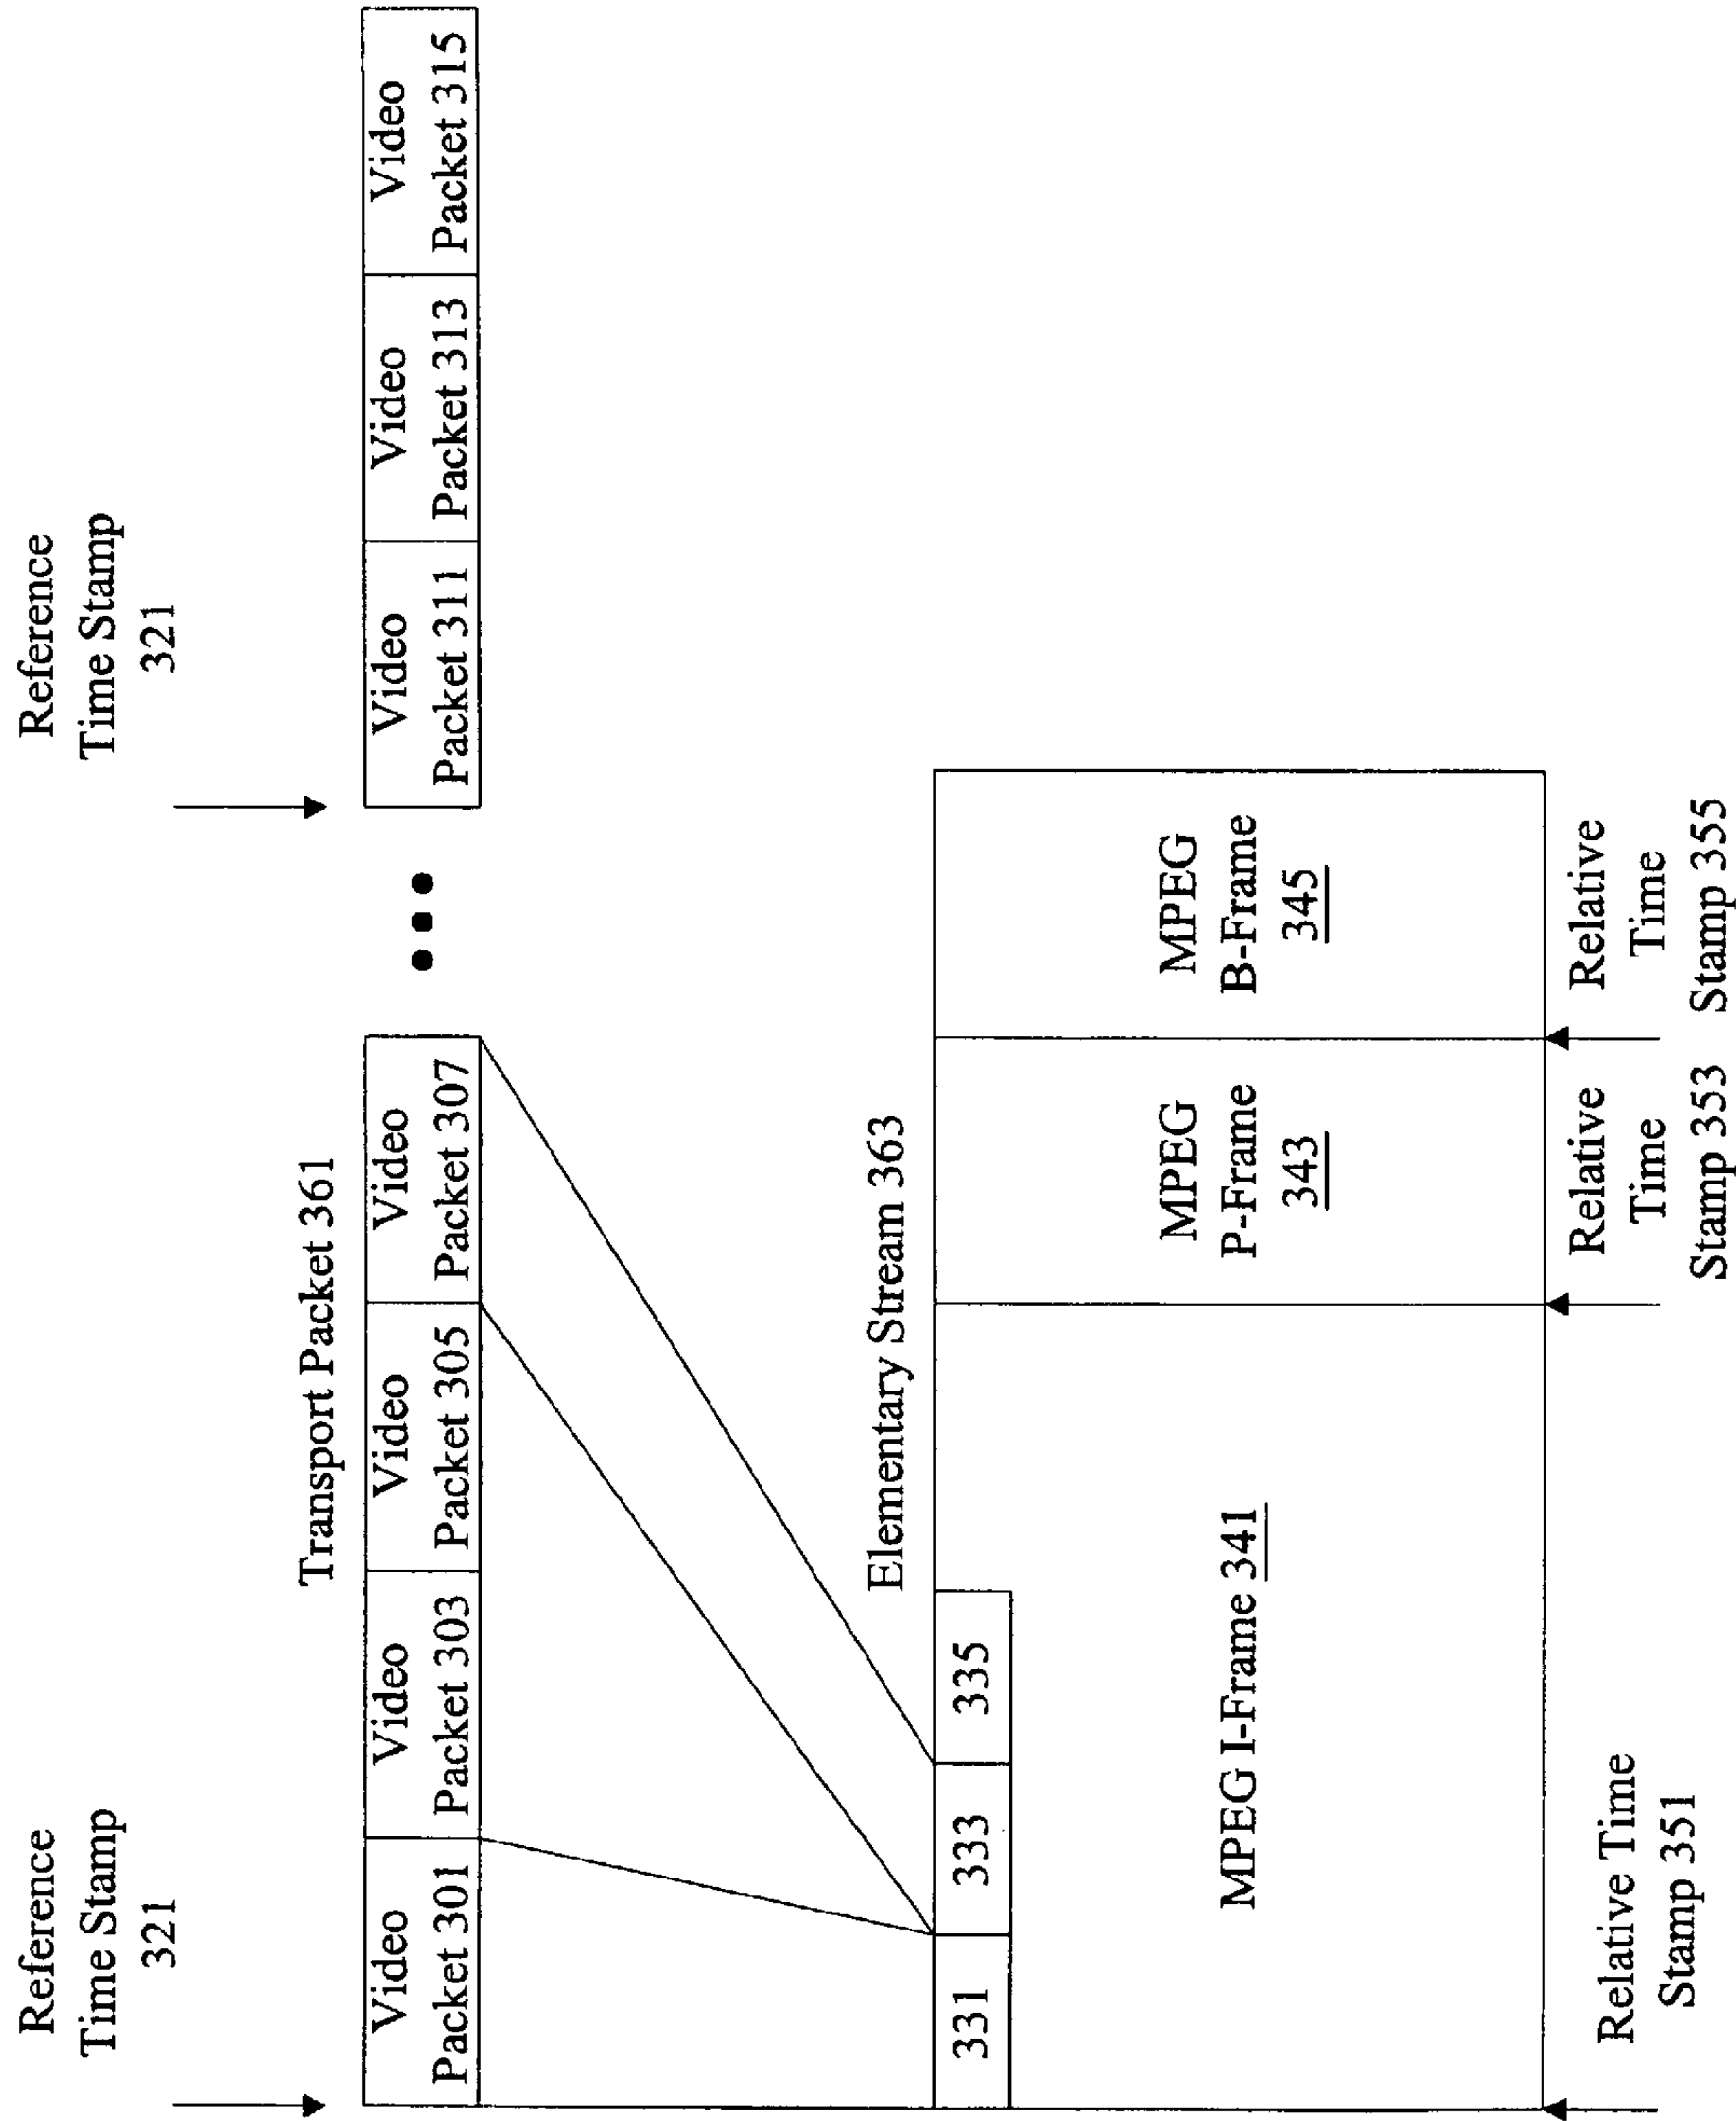 Reference
Time Stamp
321
Reference
Time Stamp
321
Transport Packet 361
Video
Packet 301
Video
Packet 303
Video
Packet 305
Video
Packet 307
Video
Packet 311
Video
Packet 313
Video
Packet 315
Elementary Stream 363
331
333
335
MPEG I-Frame 341
MPEG
P-Frame
343
MPEG
B-Frame
345
Relative Time
Stamp 351
Relative
Time
Stamp 353
Relative
Time
Stamp 355